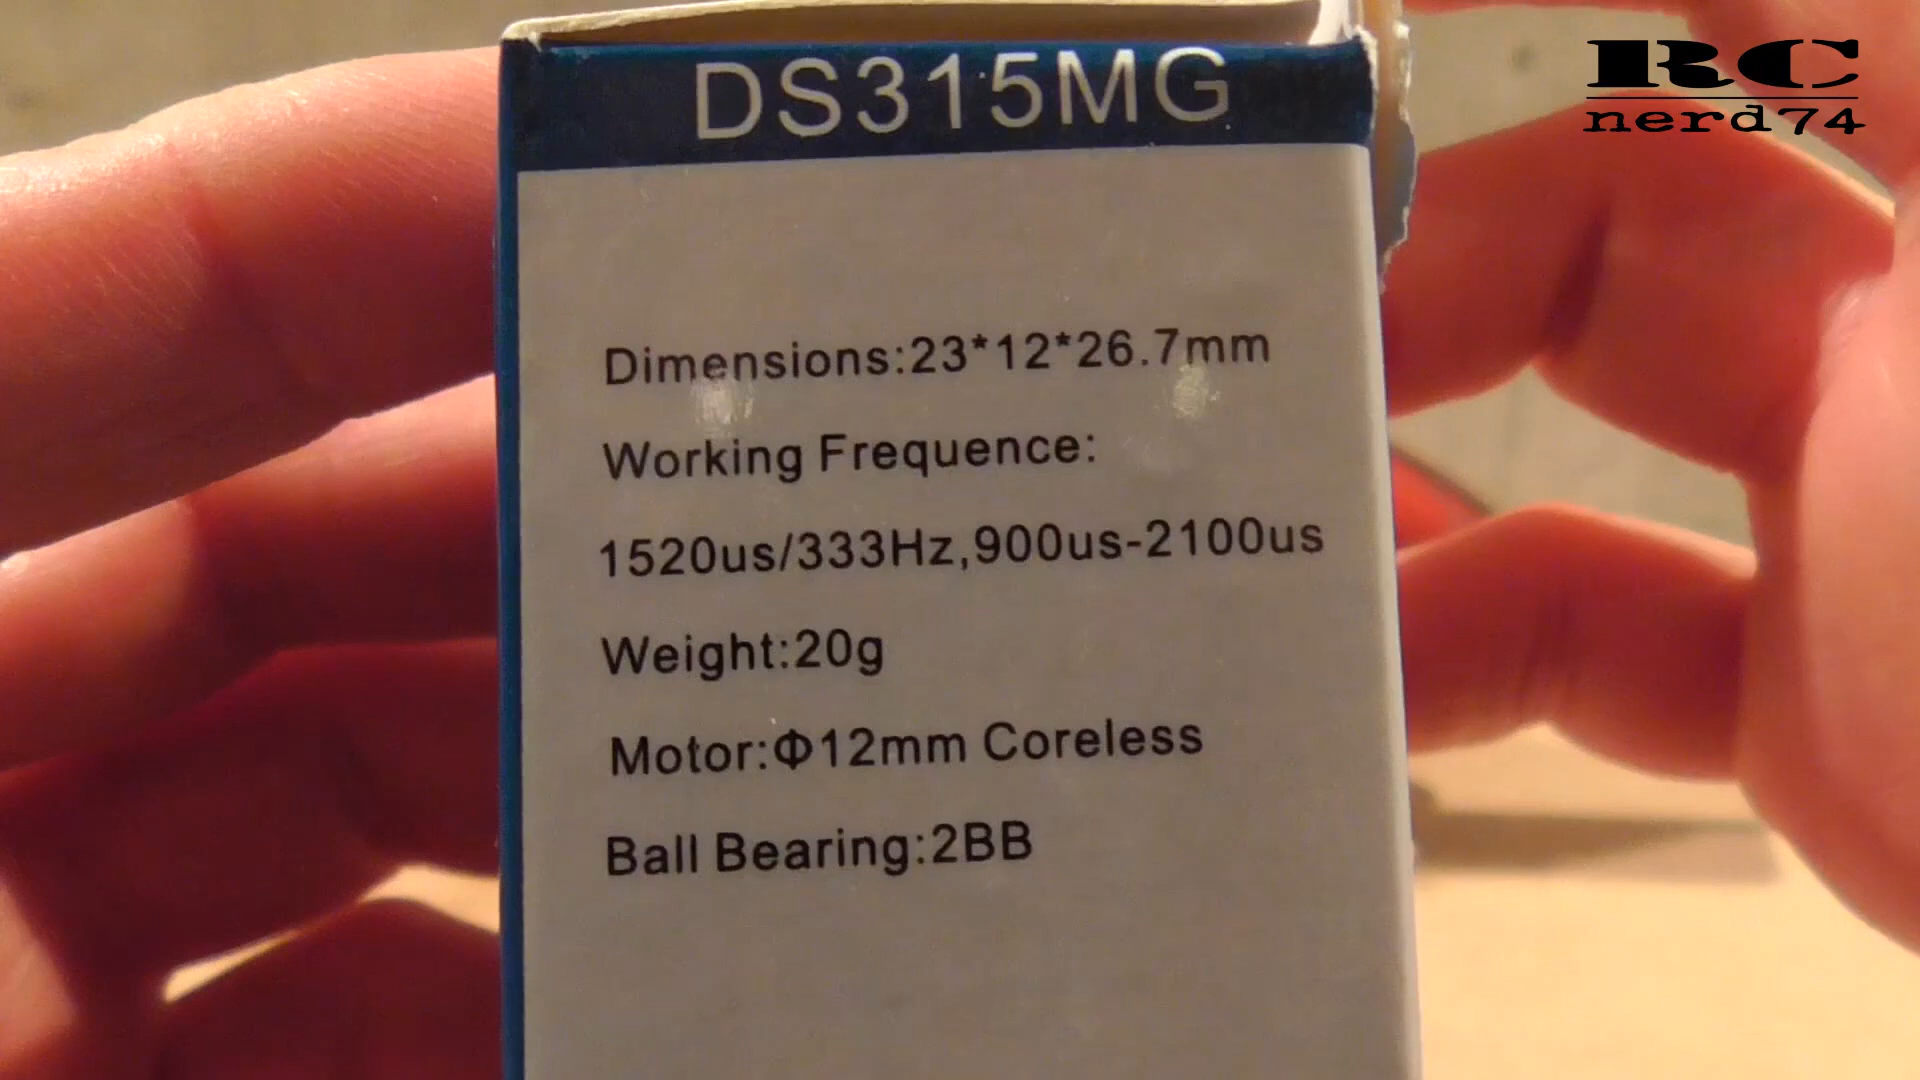 DS315MG
RC
nerd74
Dimensions:23*12*26.7mm
Working Frequence:
1520us/333Hz,900us-2100us
Weight:20g
Motor:Φ12mm Coreless
Ball Bearing:2BB